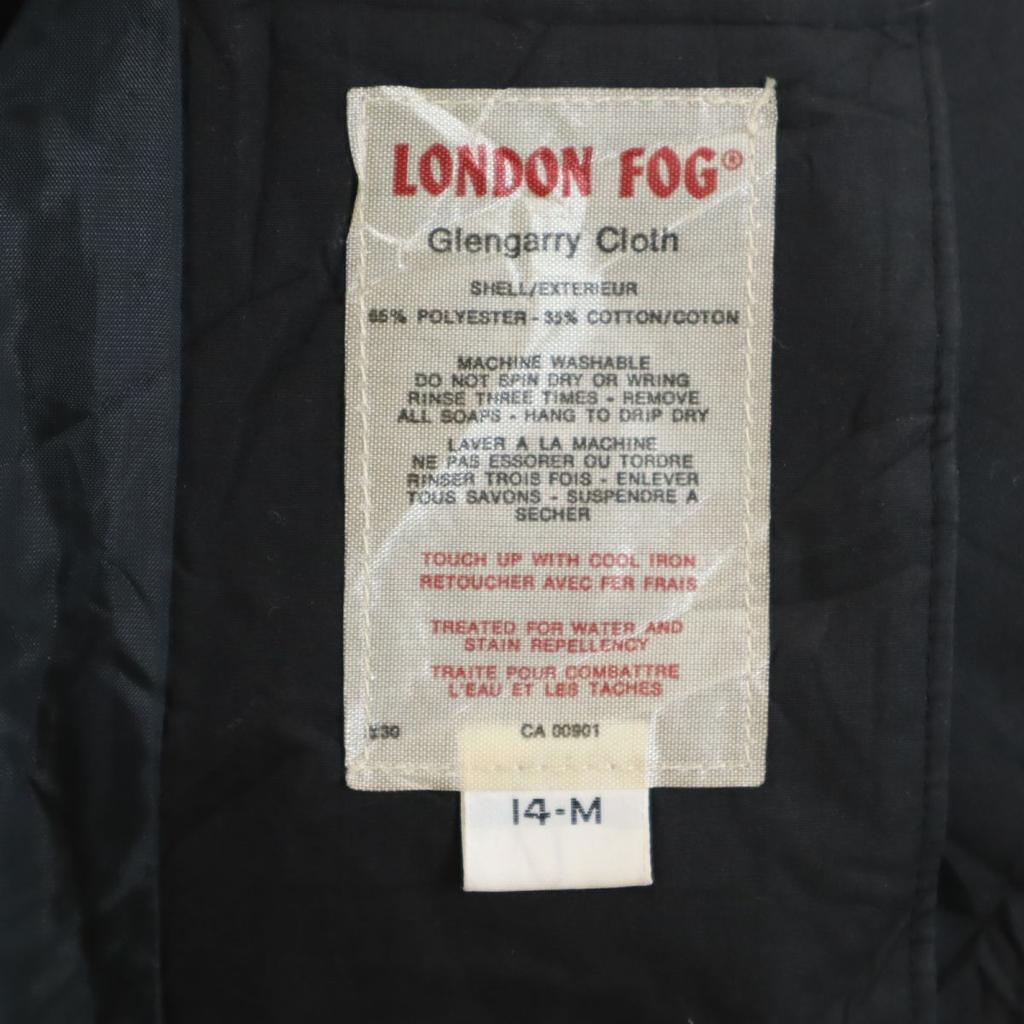 LONDON FOG®
Glengarry Cloth
SHELL/EXTERIEUR
65% POLYESTER - 35% COTTON/COTON
MACHINE WASHABLE
DO NOT SPIN DRY OR WRING
RINSE THREE TIMES - REMOVE
ALL SOAPS - HANG TO DRIP DRY
LAVER A LA MACHINE
NE PAS ESSORER OU TORDRE
RINSER TROIS FOIS - ENLEVER
TOUS SAVONS - SUSPENDRE A
SECHER
TOUCH UP WITH COOL IRON
RETOUCHER AVEC FER FRAIS
TREATED FOR WATER AND
STAIN REPELLENCY
TRAITE POUR COMBATTRE
L'EAU ET LES TACHES
CA 00901
14-M